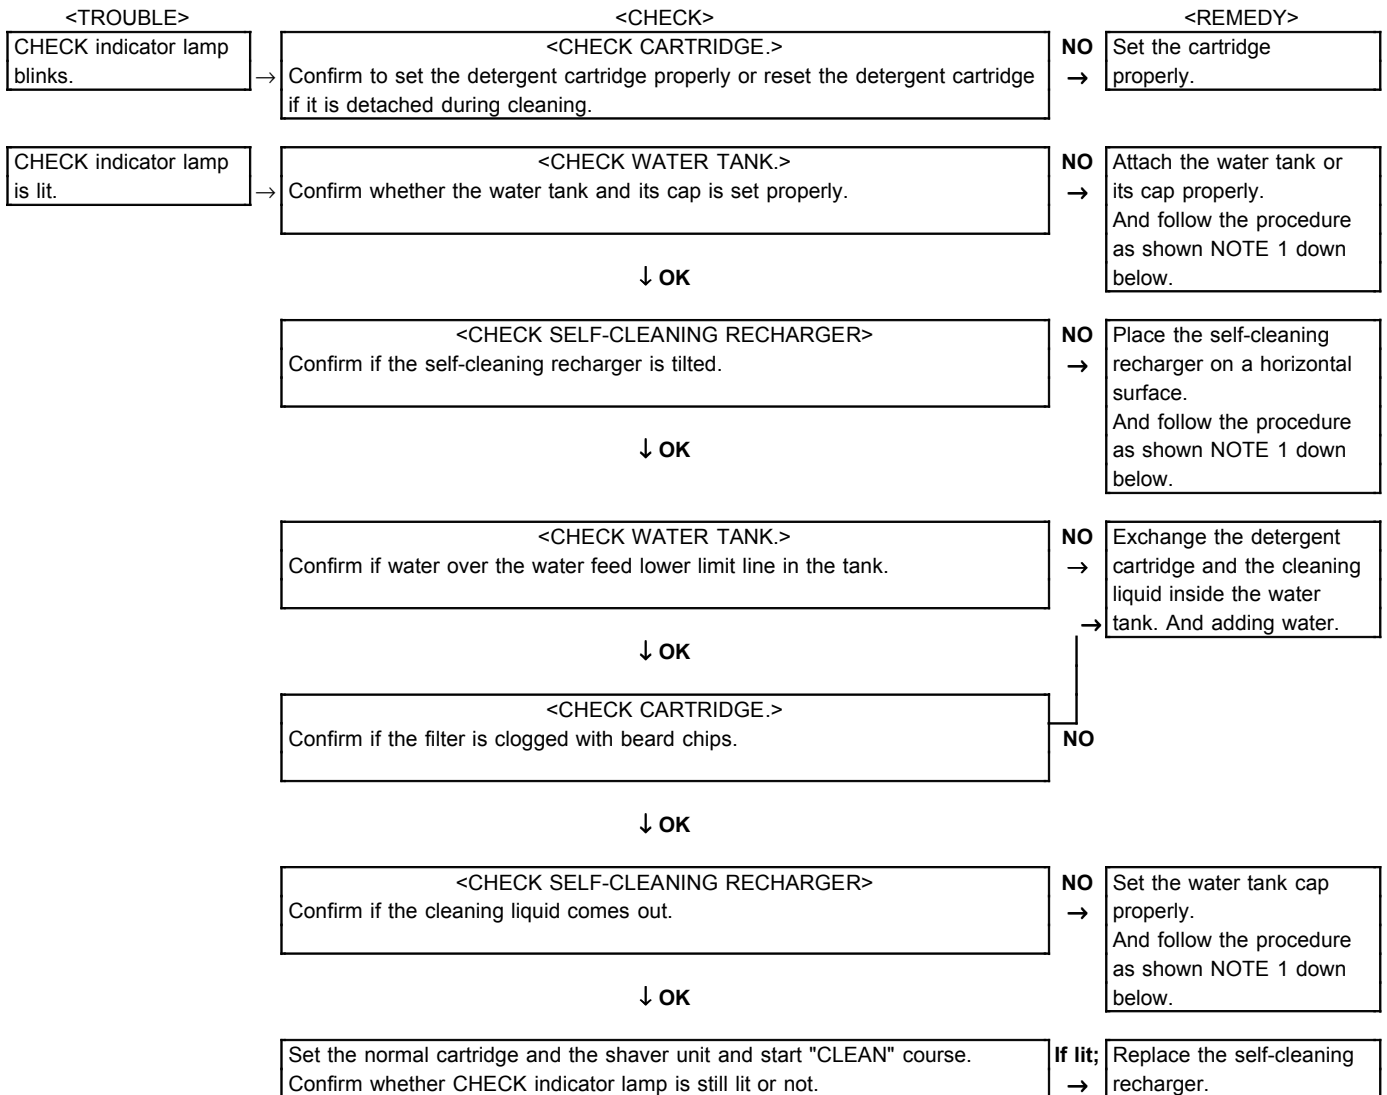 <TROUBLE> <CHECK> <REMEDY>
CHECK indicator lamp
blinks.
→
<CHECK CARTRIDGE.>
Confirm to set the detergent cartridge properly or reset the detergent cartridge
if it is detached during cleaning.
NO
→
Set the cartridge
properly.
CHECK indicator lamp
is lit.
→
<CHECK WATER TANK.>
Confirm whether the water tank and its cap is set properly.
NO
→
Attach the water tank or
its cap properly.
And follow the procedure
as shown NOTE 1 down
below.
↓ OK
<CHECK SELF-CLEANING RECHARGER>
Confirm if the self-cleaning recharger is tilted.
NO
→
Place the self-cleaning
recharger on a horizontal
surface.
And follow the procedure
as shown NOTE 1 down
below.
↓ OK
<CHECK WATER TANK.>
Confirm if water over the water feed lower limit line in the tank.
NO
→
Exchange the detergent
cartridge and the cleaning
liquid inside the water
tank. And adding water.
→
↓ OK
<CHECK CARTRIDGE.>
Confirm if the filter is clogged with beard chips.
NO
↓ OK
<CHECK SELF-CLEANING RECHARGER>
Confirm if the cleaning liquid comes out.
NO
→
Set the water tank cap
properly.
And follow the procedure
as shown NOTE 1 down
below.
↓ OK
Set the normal cartridge and the shaver unit and start "CLEAN" course.
Confirm whether CHECK indicator lamp is still lit or not.
If lit;
→
Replace the self-cleaning
recharger.